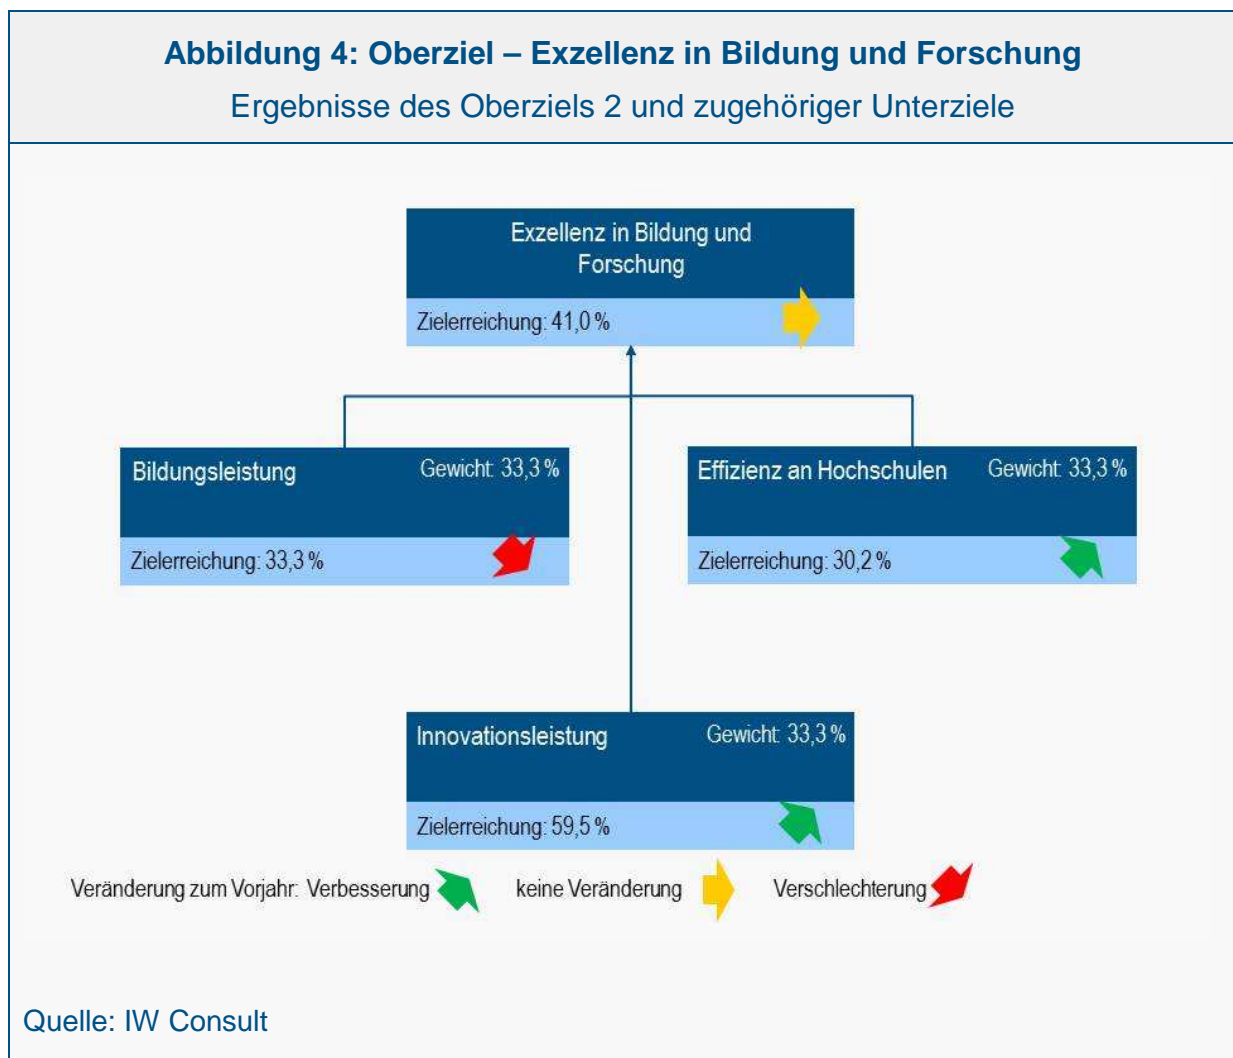 Abbildung 4: Oberziel – Exzellenz in Bildung und Forschung
Ergebnisse des Oberziels 2 und zugehöriger Unterziele
Exzellenz in Bildung und
Forschung
Zielerreichung: 41,0 %
Bildungsleistung Gewicht: 33,3 %
Zielerreichung: 33,3 %
Effizienz an Hochschulen Gewicht: 33,3 %
Zielerreichung: 30,2 %
Innovationsleistung Gewicht: 33,3 %
Zielerreichung: 59,5 %
Veränderung zum Vorjahr: Verbesserung keine Veränderung Verschlechterung
Quelle: IW Consult